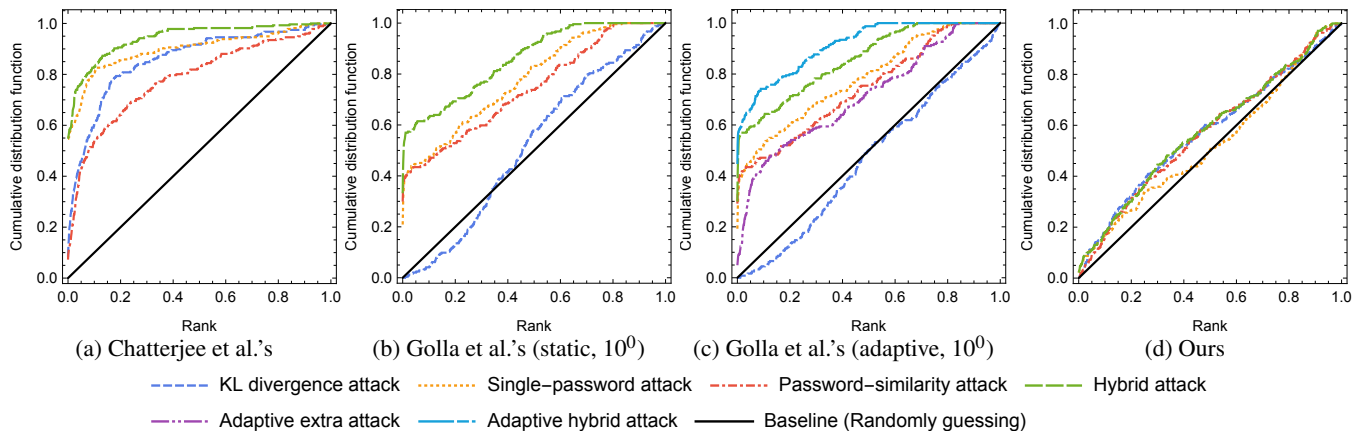 Cumulative distribution function
1.0
0.8
0.6
0.4
0.2
0.0
0.0 0.2 0.4 0.6 0.8 1.0
Rank
(a) Chatterjee et al.'s
Cumulative distribution function
1.0
0.8
0.6
0.4
0.2
0.0
0.0 0.2 0.4 0.6 0.8 1.0
Rank
(b) Golla et al.'s (static, 10⁰)
Cumulative distribution function
1.0
0.8
0.6
0.4
0.2
0.0
0.0 0.2 0.4 0.6 0.8 1.0
Rank
(c) Golla et al.'s (adaptive, 10⁰)
Cumulative distribution function
1.0
0.8
0.6
0.4
0.2
0.0
0.0 0.2 0.4 0.6 0.8 1.0
Rank
(d) Ours
KL divergence attack Single-password attack Password-similarity attack Hybrid attack
Adaptive extra attack Adaptive hybrid attack Baseline (Randomly guessing)